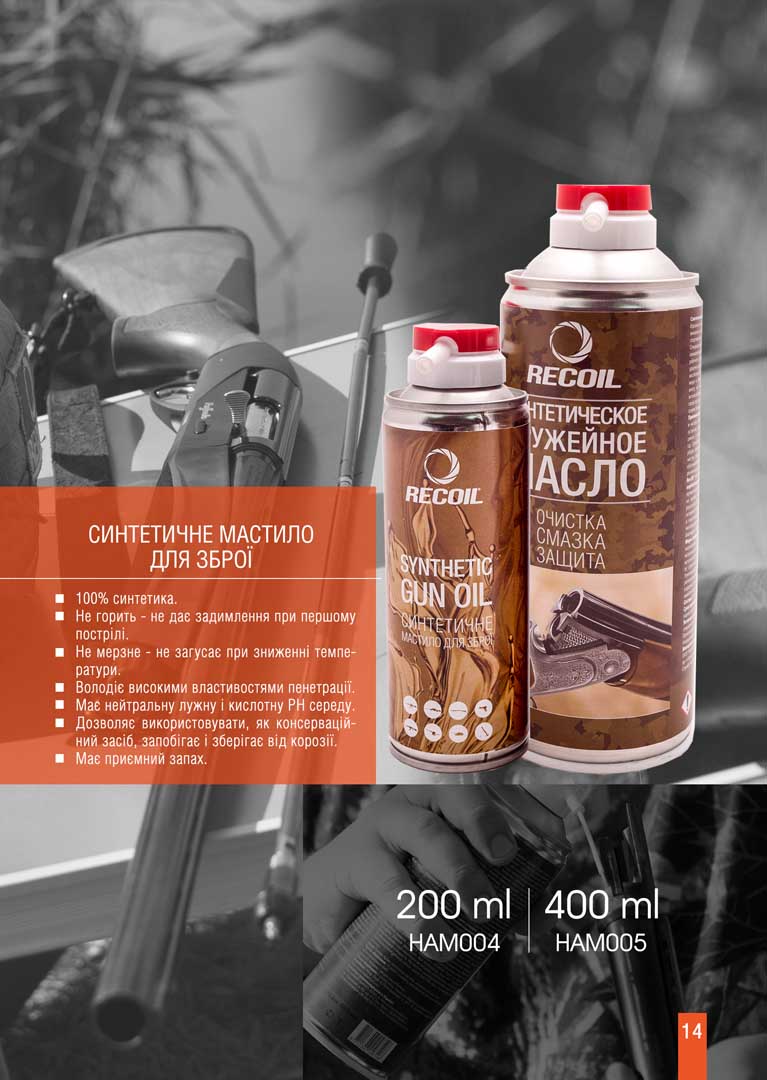 RECOIL
НТЕТИЧЕСКОЕ
УЖЕЙНОЕ
АСЛО
ОЧИСТКА
СМАЗКА
ЗАЩИТА
RECOIL
SYNTHETIC
GUN OIL
СИНТЕТИЧНЕ
МАСТИЛО ДЛЯ ЗБРОЇ
СИНТЕТИЧНЕ МАСТИЛО
ДЛЯ ЗБРОЇ
100% синтетика.
Не горить - не дає задимлення при першому
пострілі.
Не мерзне - не загусає при зниженні темпе-
ратури.
Володіє високими властивостями пенетрації.
Має нейтральну лужну і кислотну PH середу.
Дозволяє використовувати, як консервацій-
ний засіб, запобігає і зберігає від корозії.
Має приємний запах.
200 ml
HAM004
400 ml
HAM005
14